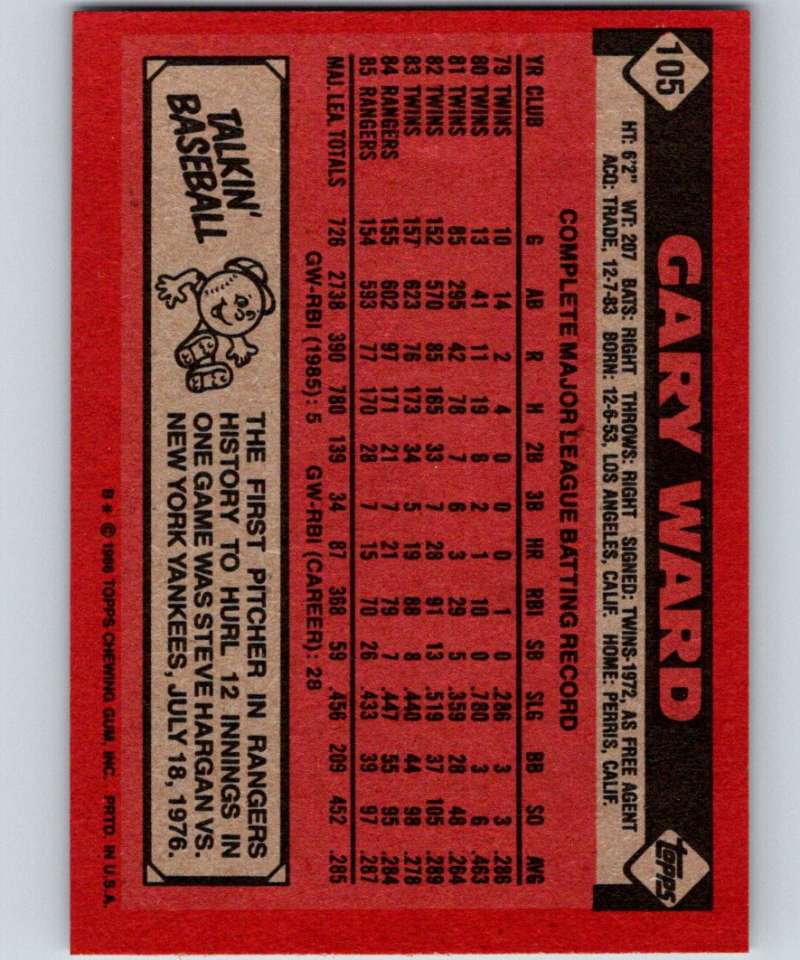 105
GARY WARD
topps
HT: 6'2" WT: 207 BATS: RIGHT THROWS: RIGHT SIGNED: TWINS-1972, AS FREE AGENT
ACQ: TRADE, 12-7-83 BORN: 12-6-53, LOS ANGELES, CALIF. HOME: PERRIS, CALIF.
COMPLETE MAJOR LEAGUE BATTING RECORD
YR CLUB G AB R H 2B 3B HR RBI SB SLG BB SO AVG
79 TWINS 10 14 2 4 0 0 0 1 0 .286 3 3 .286
80 TWINS 13 41 11 19 6 2 1 10 0 .780 3 6 .463
81 TWINS 85 295 42 78 7 6 3 29 5 .359 28 48 .264
82 TWINS 152 570 85 165 33 7 28 91 13 .519 37 105 .289
83 TWINS 157 623 76 173 34 5 19 88 8 .440 44 98 .278
84 RANGERS 155 602 97 171 21 7 21 79 7 .447 55 95 .284
85 RANGERS 154 593 77 170 28 7 15 70 26 .433 39 97 .287
MAJ. LEA. TOTALS 726 2738 390 780 139 34 87 368 59 .456 209 452 .285
GW-RBI (1985): 5 GW-RBI (CAREER): 28
TALKIN'
BASEBALL
THE FIRST PITCHER IN RANGERS
HISTORY TO HURL 12 INNINGS IN
ONE GAME WAS STEVE HARGAN VS.
NEW YORK YANKEES, JULY 18, 1976.
B * © 1986 TOPPS CHEWING GUM, INC. PRTD. IN U.S.A.